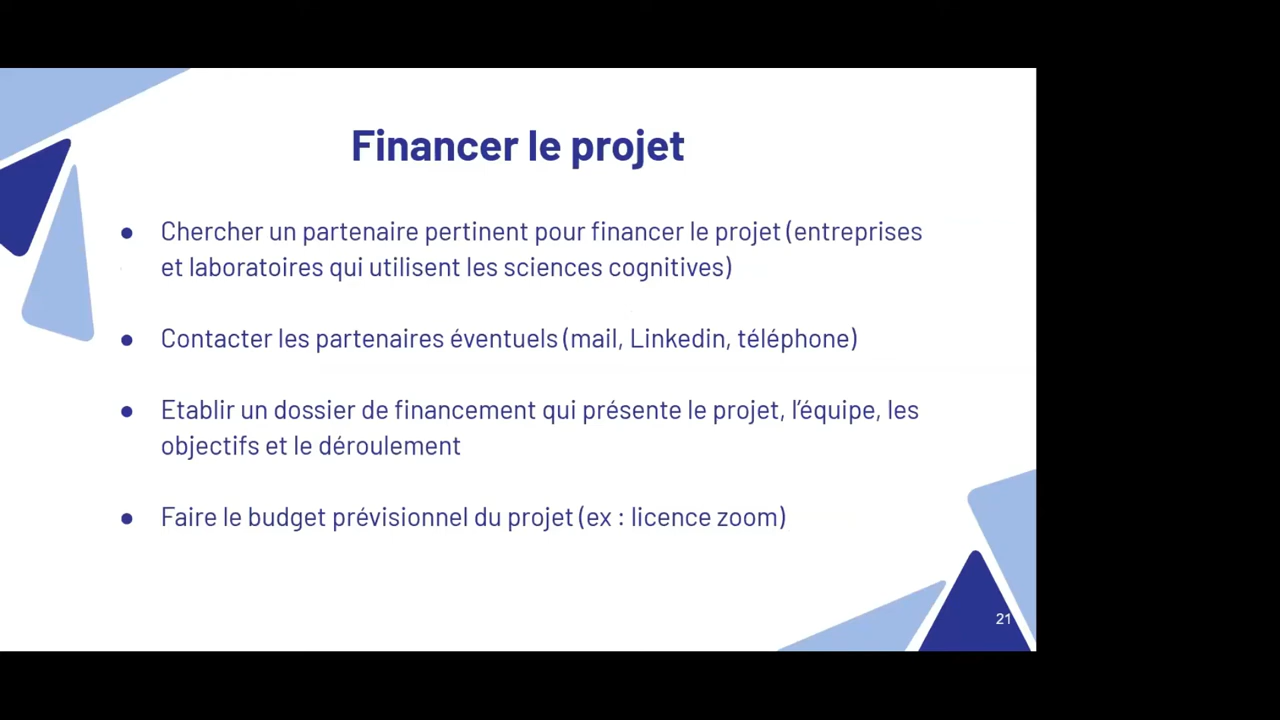 Financer le projet
● Chercher un partenaire pertinent pour financer le projet (entreprises
et laboratoires qui utilisent les sciences cognitives)
● Contacter les partenaires éventuels (mail, Linkedin, téléphone)
● Etablir un dossier de financement qui présente le projet, l'équipe, les
objectifs et le déroulement
● Faire le budget prévisionnel du projet (ex : licence zoom)
21